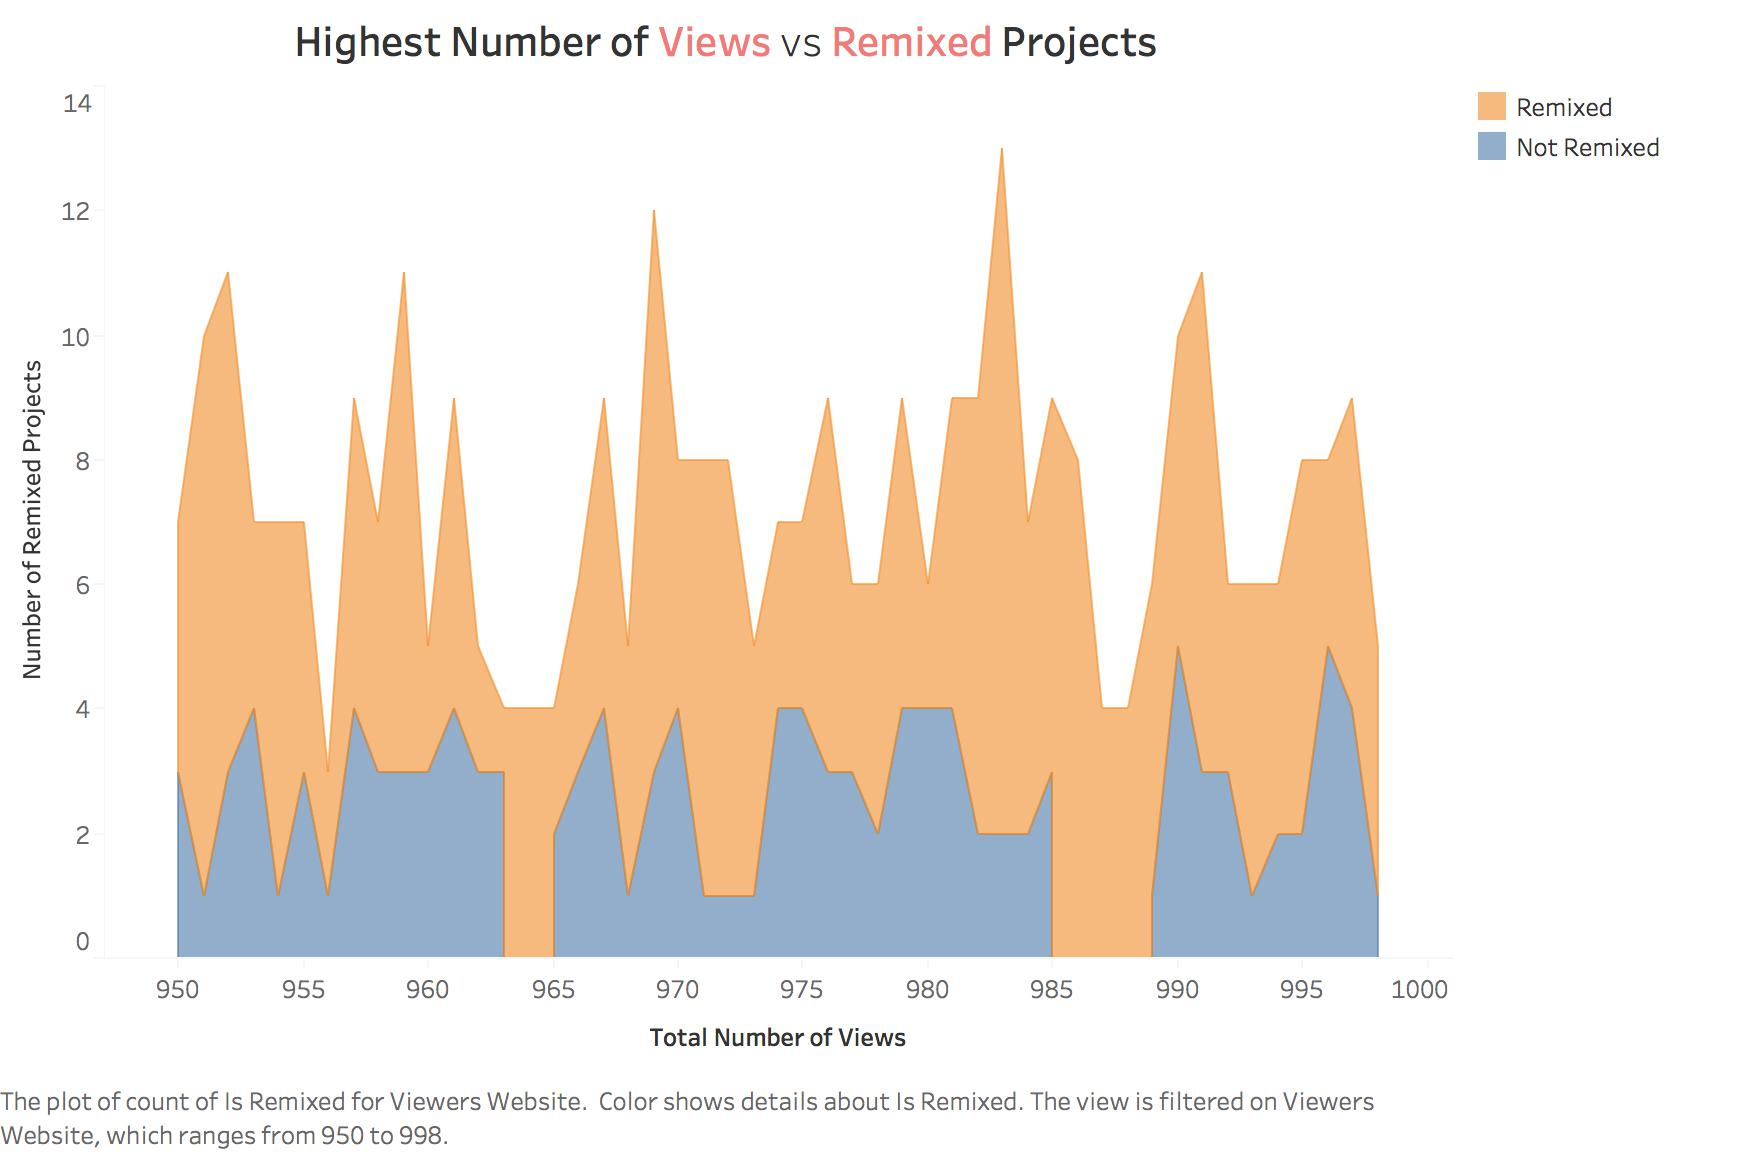 Highest Number of Views vs Remixed Projects
Remixed
Not Remixed
Number of Remixed Projects
14
12
10
8
6
4
2
0
950 955 960 965 970 975 980 985 990 995 1000
Total Number of Views
The plot of count of Is Remixed for Viewers Website.  Color shows details about Is Remixed. The view is filtered on Viewers
Website, which ranges from 950 to 998.